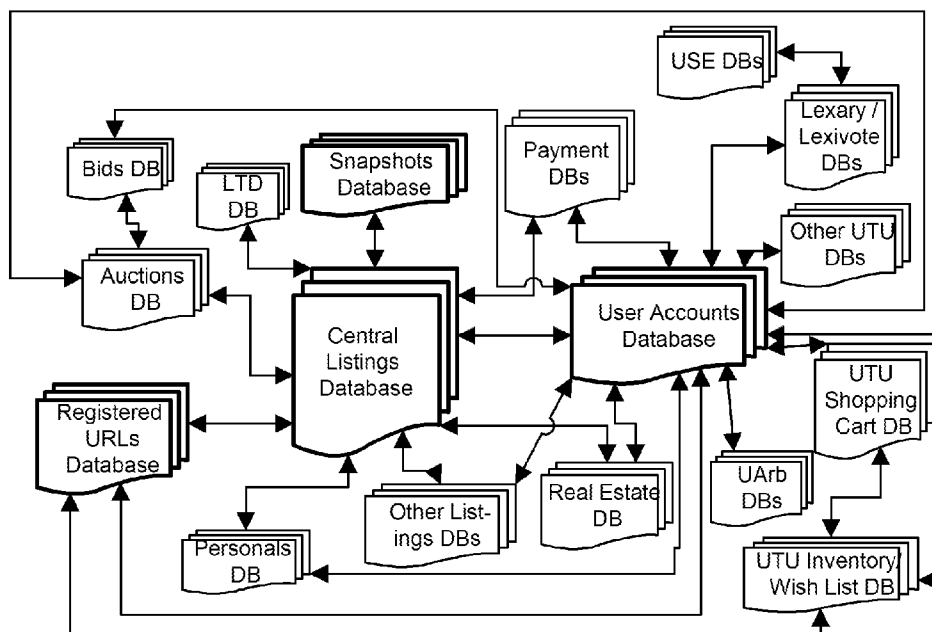 USE DBs
Lexary /
Lexivote
DBs
Bids DB
LTD
DB
Snapshots
Database
Payment
DBs
Other UTU
DBs
Auctions
DB
Central
Listings
Database
User Accounts
Database
Registered
URLs
Database
UTU
Shopping
Cart DB
Other List-
ings DBs
Real Estate
DB
UArb
DBs
Personals
DB
UTU Inventory/
Wish List DB